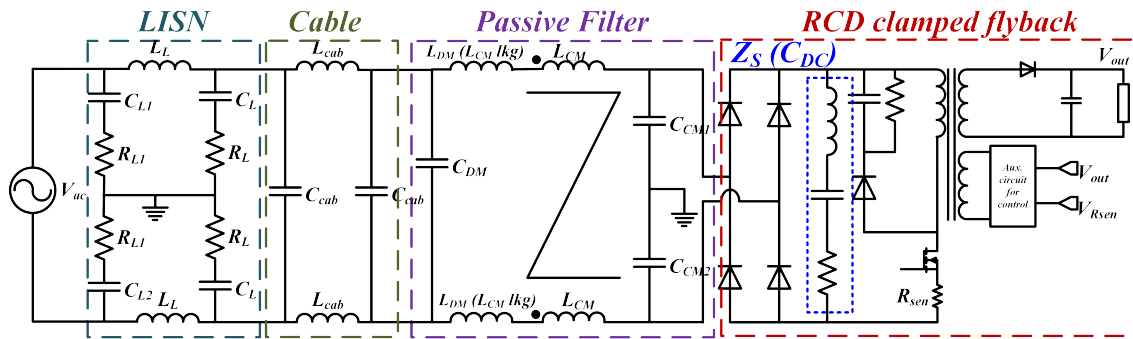 LISN
Cable
Passive Filter
RCD clamped flyback
L_L
L_cab
L_DM (L_CM lkg)
L_CM
Z_S (C_DC)
V_out
C_L1
C_L
R_L1
R_L
V_ac
C_cab
C_cab
C_DM
C_CM1
Aux.
circuit
for
control
V_out
V_Rsen
R_L1
R_L
C_L2
C_L
C_CM2
R_sen
L_L
L_cab
L_DM (L_CM lkg)
L_CM